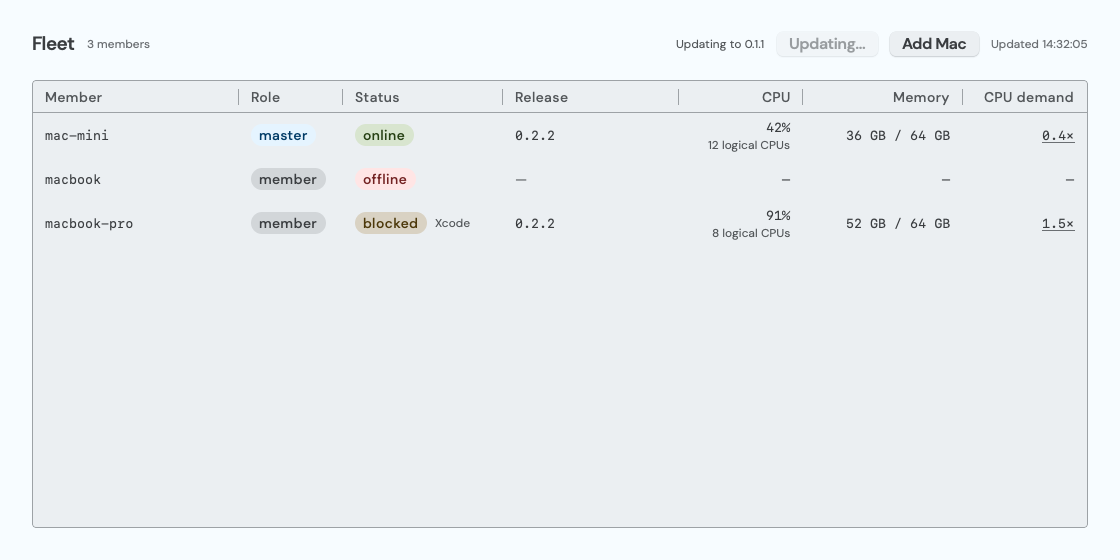 Fleet 3 members Updating to 0.1.1 Updating... Add Mac Updated 14:32:05
Member Role Status Release CPU Memory CPU demand
mac-mini master online 0.2.2 42% 36 GB / 64 GB 0.4×
12 logical CPUs
macbook member offline — — — —
macbook-pro member blocked Xcode 0.2.2 91% 52 GB / 64 GB 1.5×
8 logical CPUs